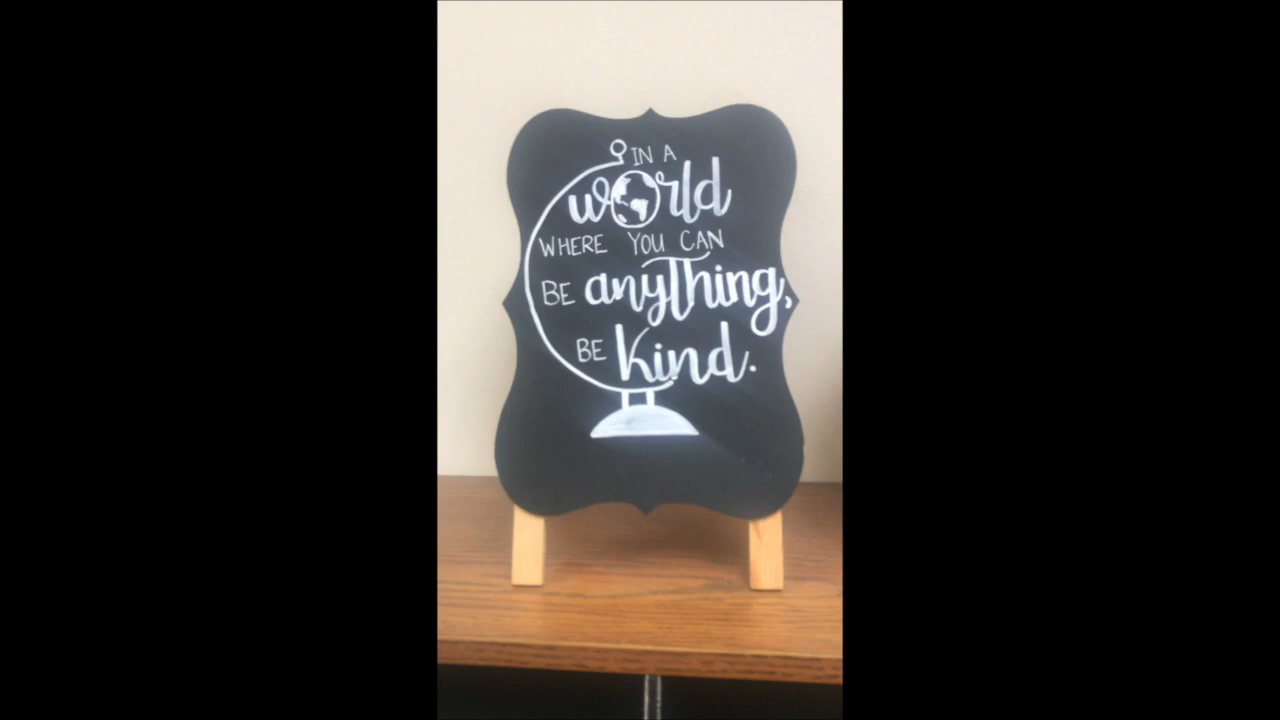 IN A
world
WHERE YOU CAN
BE anything,
BE kind.